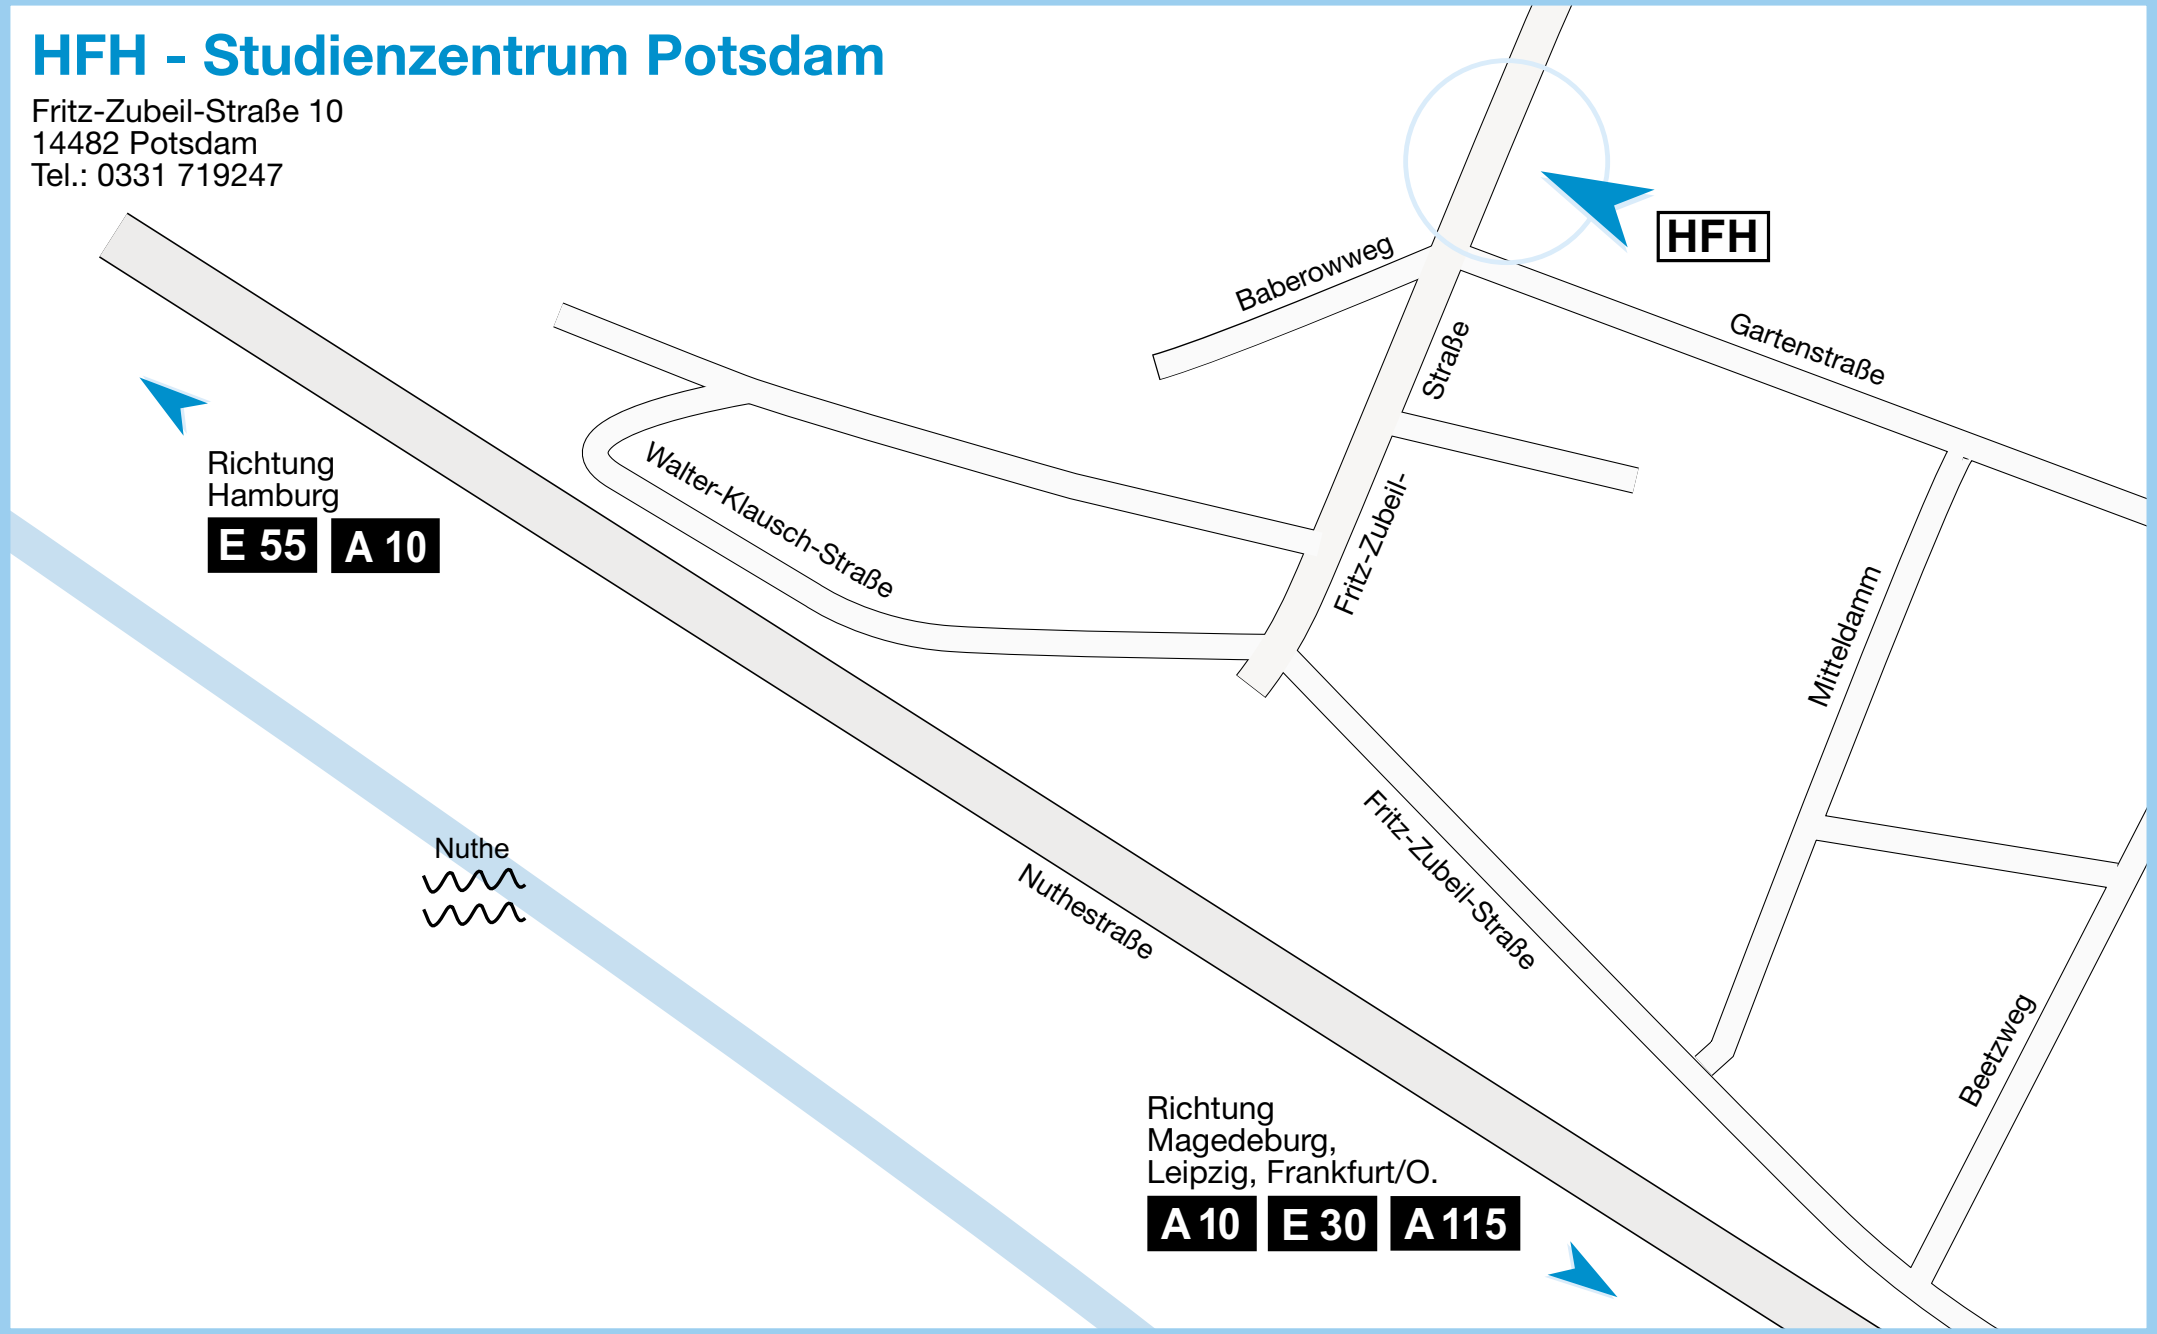 HFH - Studienzentrum Potsdam
Fritz-Zubeil-Straße 10
14482 Potsdam
Tel.: 0331 719247
HFH
Baberowweg
Gartenstraße
Straße
Fritz-Zubeil-
Walter-Klausch-Straße
Richtung
Hamburg
E 55 A 10
Mitteldamm
Nuthe
Nuthestraße
Fritz-Zubeil-Straße
Beetzweg
Richtung
Magedeburg,
Leipzig, Frankfurt/O.
A 10 E 30 A 115